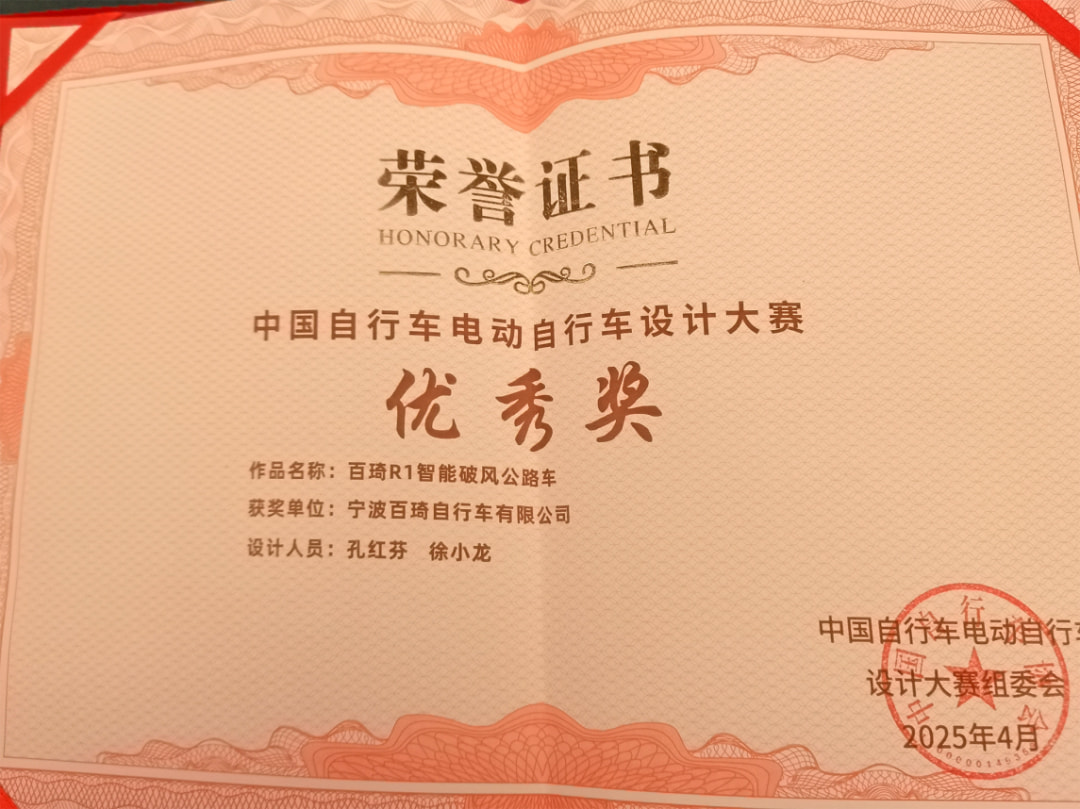 荣誉证书
HONORARY CREDENTIAL
中国自行车电动自行车设计大赛
优秀奖
作品名称：百琦R1智能破风公路车
获奖单位：宁波百琦自行车有限公司
设计人员：孔红芬　徐小龙
中国自行车电动自行车
设计大赛组委会
2025年4月